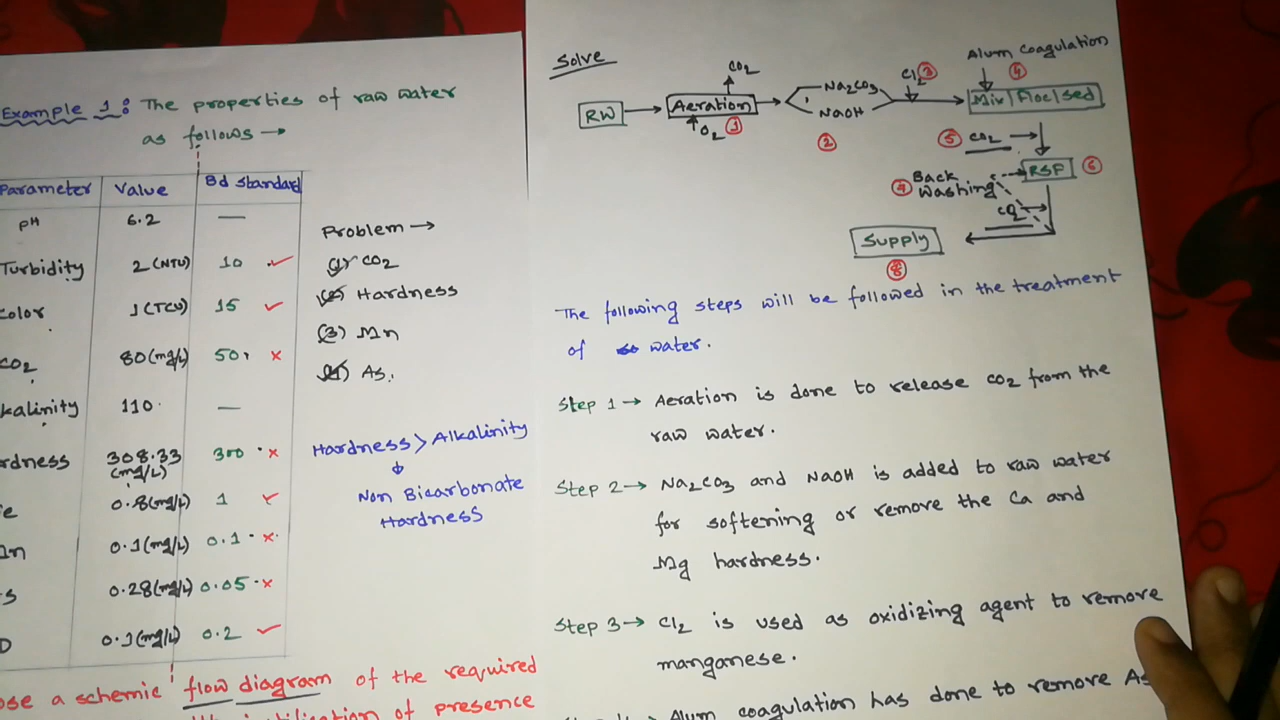 Example 1: The properties of raw water
as follows →
Parameter Value Bd standard
pH 6.2 —
Turbidity 2 (NTU) 10 ✓
Color 1 (TCU) 15 ✓
CO2 80 (mg/L) 50 ×
kalinity 110 —
rdness 308.33 (mg/L) 300 ×
e 0.8 (mg/L) 1 ✓
Mn 0.1 (mg/L) 0.1 ×
s 0.28 (mg/L) 0.05 ×
D 0.1 (mg/L) 0.2 ✓
ose a schemic flow diagram of the required
of presence
Problem →
(1) CO2
(2) Hardness
(3) Mn
(4) As.
Hardness > Alkalinity
↓
Non Bicarbonate
Hardness
Solve
RW → Aeration → Na2CO3 NaOH → Mix|Floc|Sed
CO2
O2 ①
②
Cl2 ③
Alum coagulation
④
⑤ CO2 →
RSF ⑥
⑦ Back
washing
Supply
⑧
The following steps will be followed in the treatment
of water.
Step 1 → Aeration is done to release CO2 from the
raw water.
Step 2 → Na2CO3 and NaOH is added to raw water
for softening or remove the Ca and
Mg hardness.
Step 3 → Cl2 is used as oxidizing agent to remove
manganese.
Alum coagulation has done to remove As